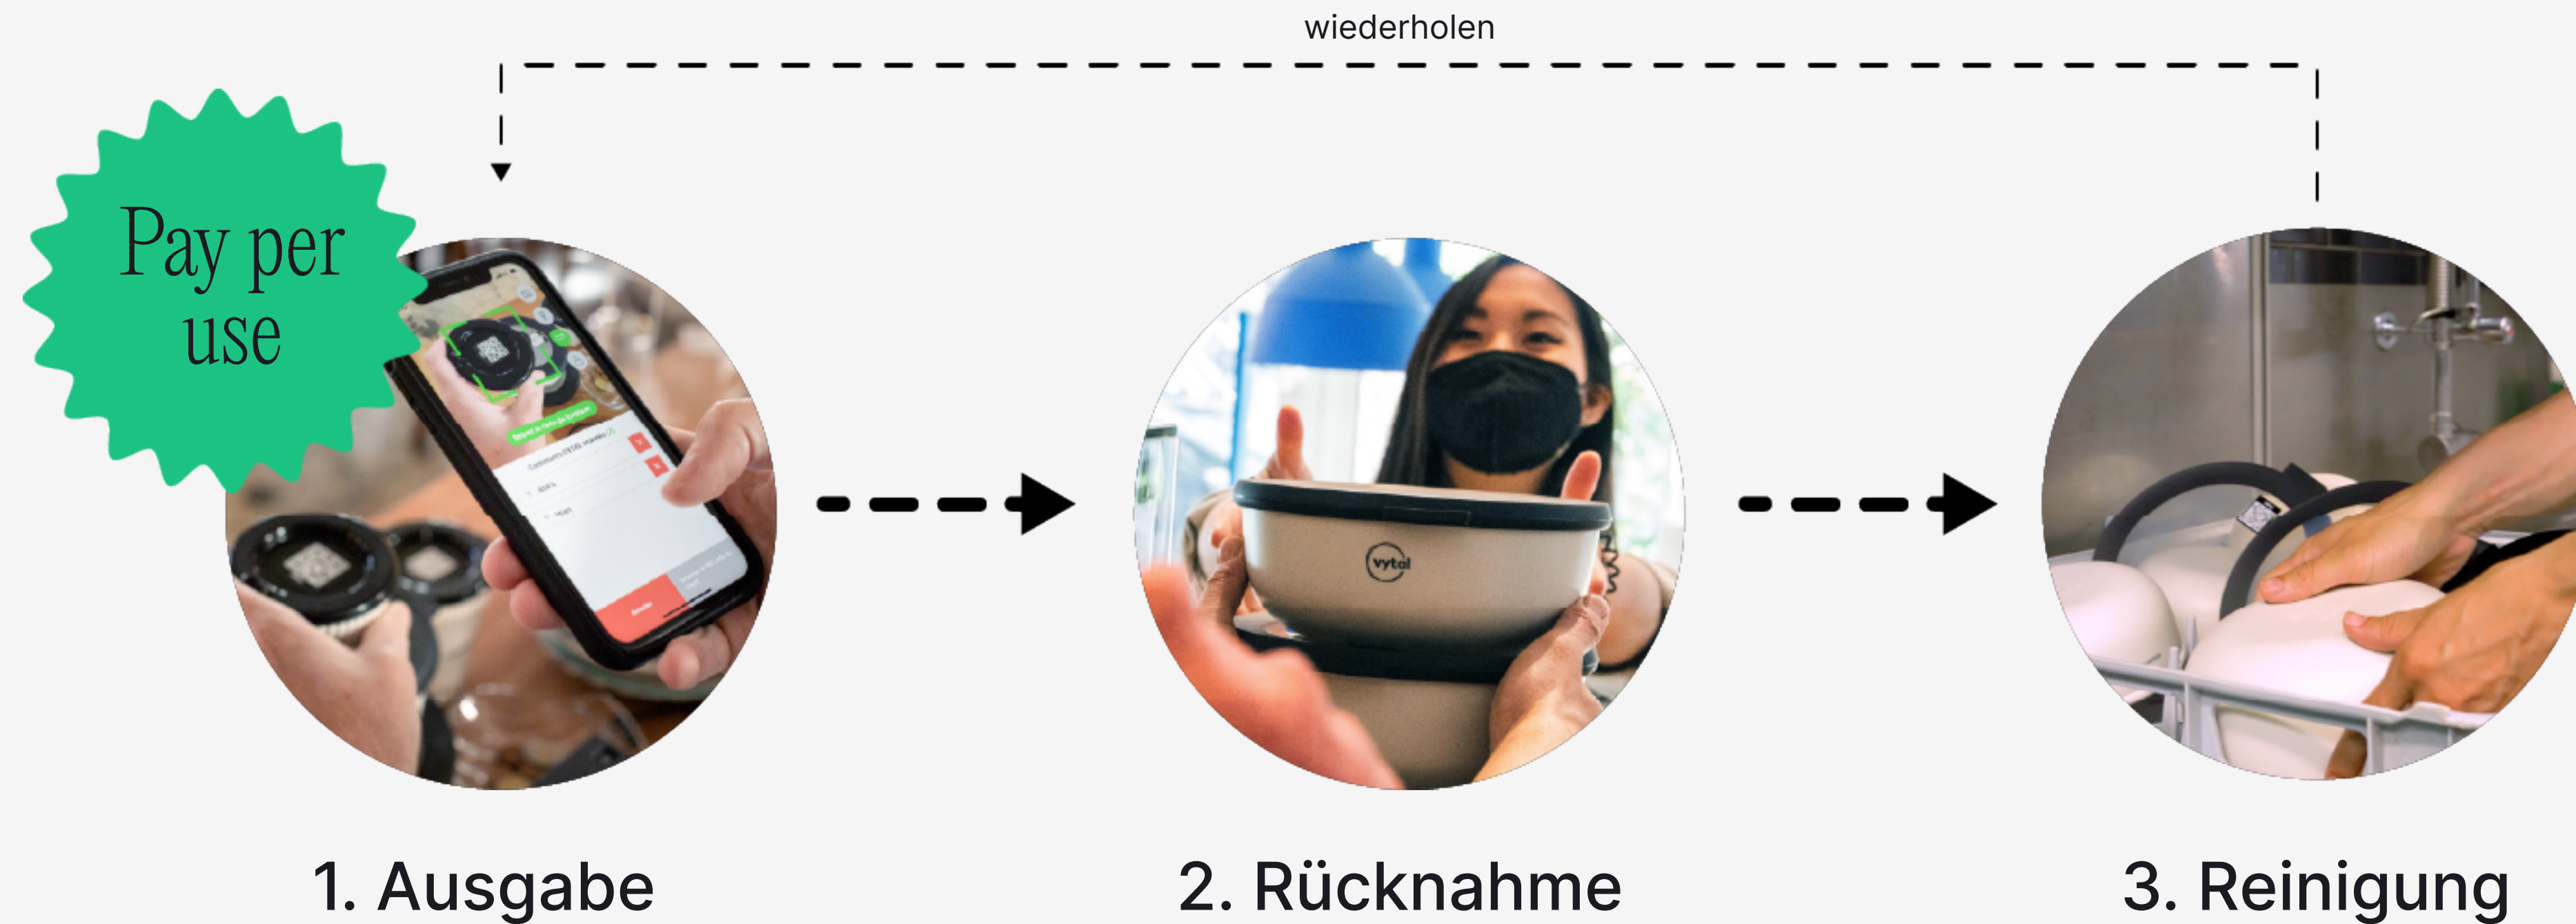 wiederholen
Pay per
use
vytal
1. Ausgabe
2. Rücknahme
3. Reinigung